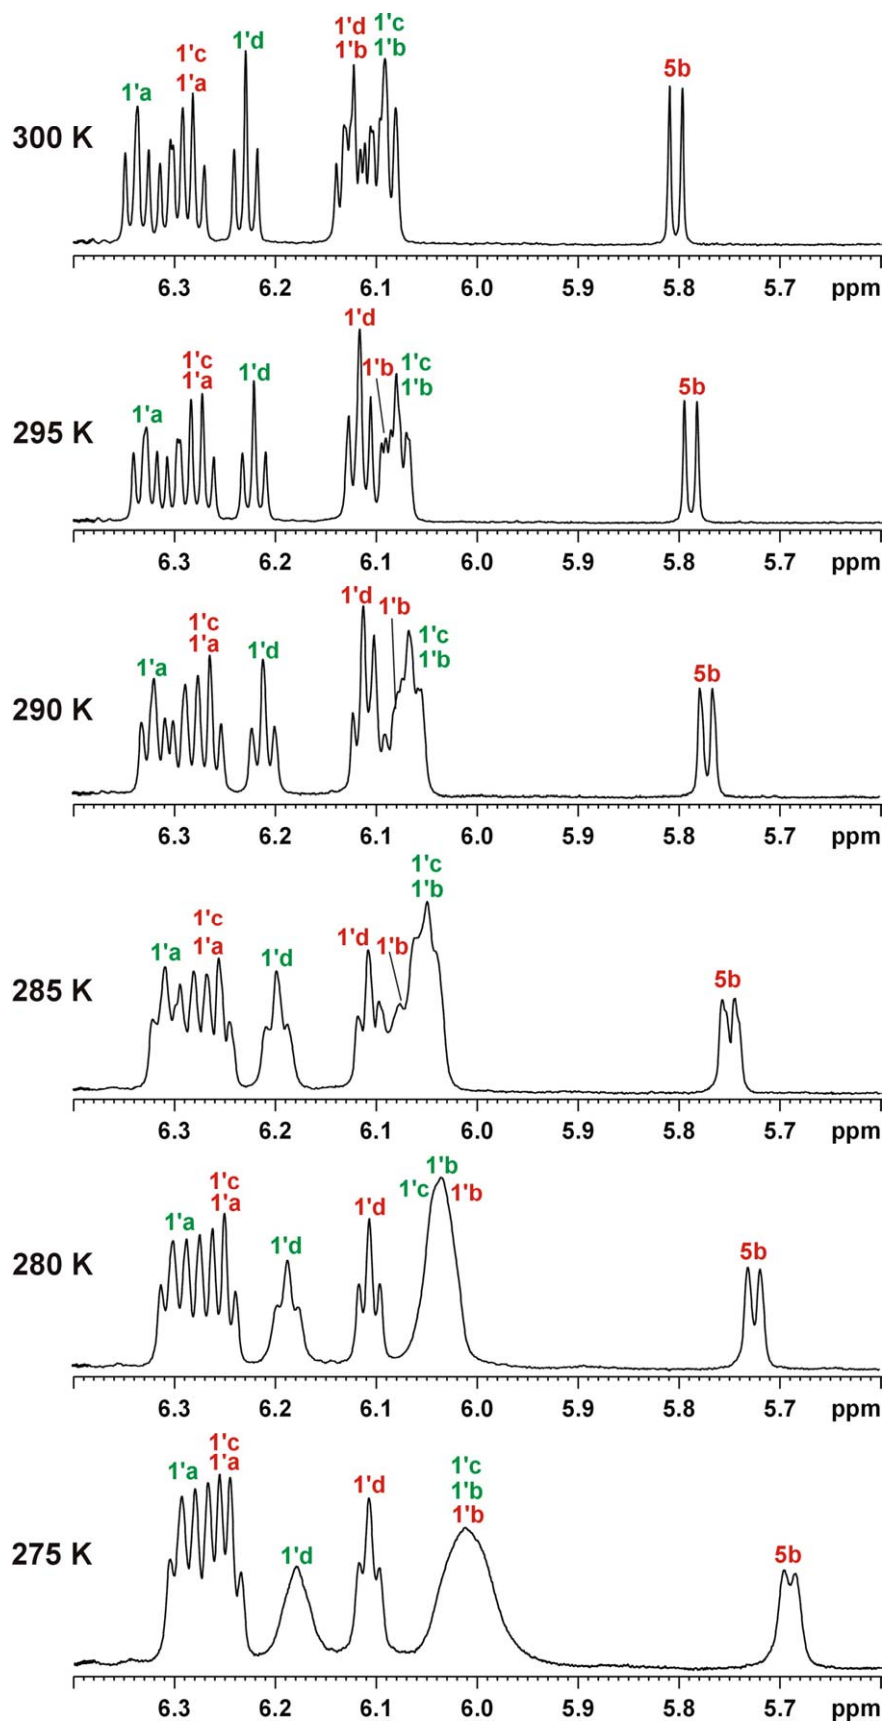 1'd 1'c
1'c 1'd 1'b 1'b
1'a 1'a 5b
300 K
6.3 6.2 6.1 6.0 5.9 5.8 5.7 ppm
1'd
1'c 1'b 1'c
1'a 1'a 1'd 1'b 5b
295 K
6.3 6.2 6.1 6.0 5.9 5.8 5.7 ppm
1'd 1'b
1'c 1'c
1'a 1'a 1'd 1'b 5b
290 K
6.3 6.2 6.1 6.0 5.9 5.8 5.7 ppm
1'c
1'b
1'c
1'a 1'a 1'd 1'd 1'b 5b
285 K
6.3 6.2 6.1 6.0 5.9 5.8 5.7 ppm
1'b
1'c 1'c 1'b
1'a 1'a 1'd 1'd 5b
280 K
6.3 6.2 6.1 6.0 5.9 5.8 5.7 ppm
1'c 1'c
1'a 1'a 1'd 1'b
1'b
275 K 1'd 5b
6.3 6.2 6.1 6.0 5.9 5.8 5.7 ppm